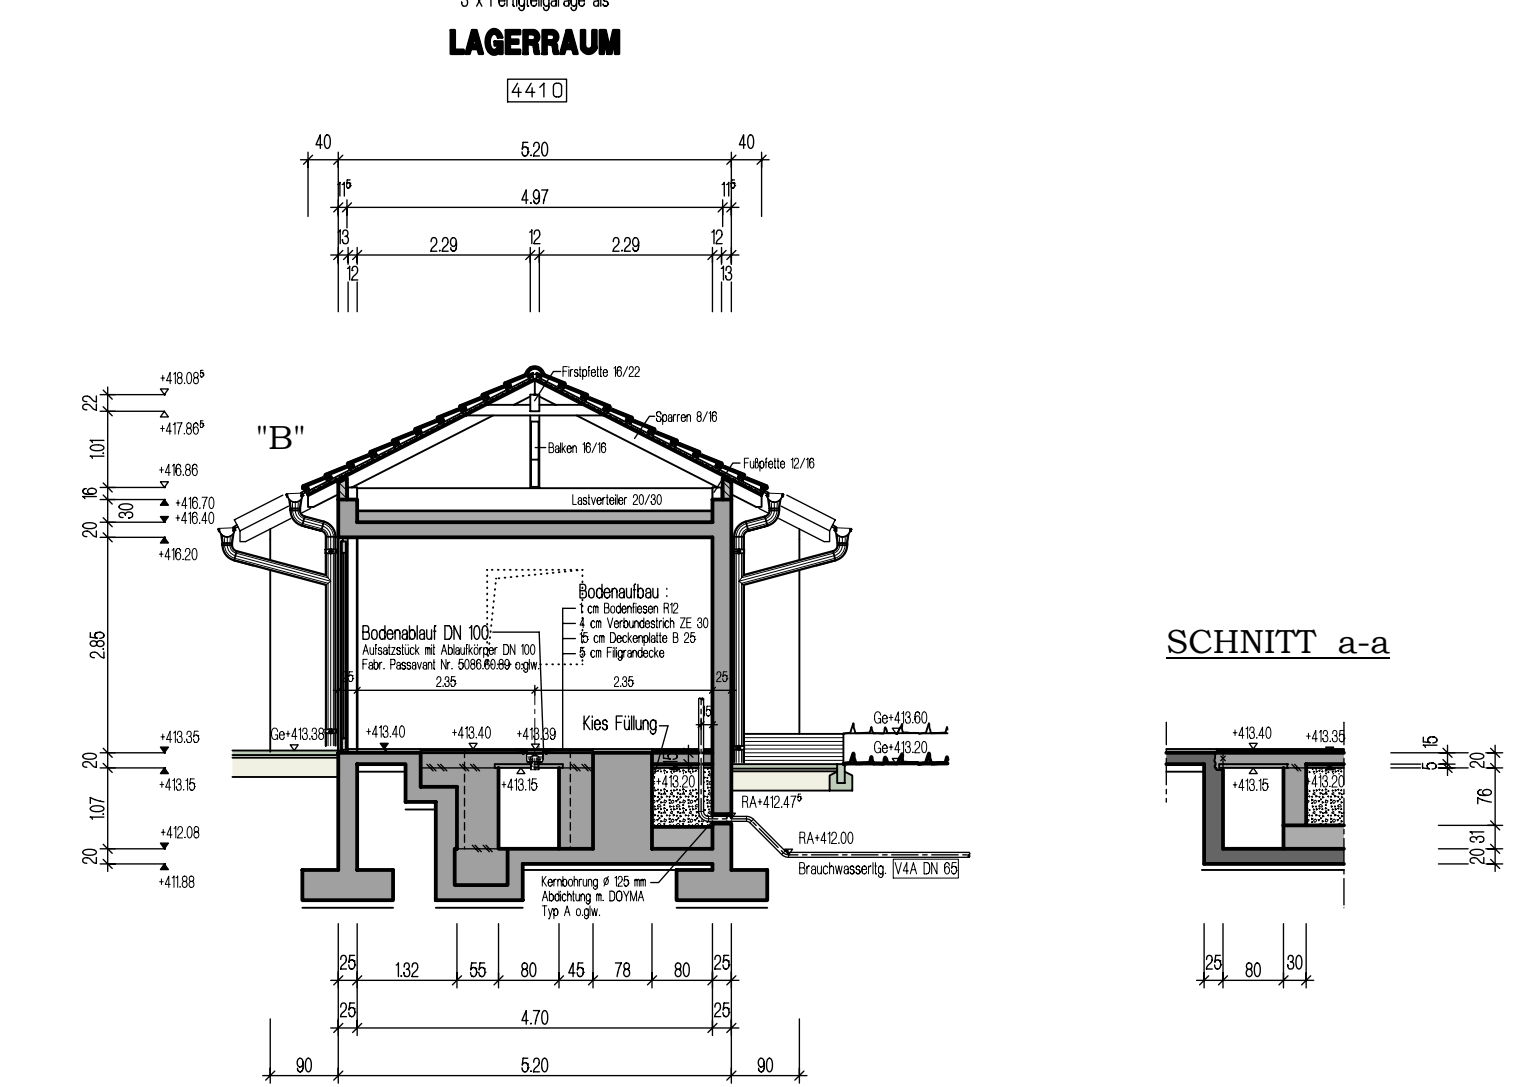 3 x Fertigteilgarage als
LAGERRAUM
4410
40 5.20 40
11⁵ 4.97 11⁵
13 2.29 12 2.29 12
12 13
+418.08⁵
22
+417.86⁵
1.01
+416.86
16
+416.70
30
+416.40
20
+416.20
2.85
+413.35
20
+413.15
1.07
+412.08
20
+411.88
"B"
Firstpfette 16/22
Sparren 8/16
Balken 16/16
Fußpfette 12/16
Lastverteiler 20/30
Bodenaufbau :
1 cm Bodenfliesen R12
4 cm Verbundestrich ZE 30
15 cm Deckenplatte B 25
5 cm Filigrandecke
Bodenablauf DN 100
Aufsatzstück mit Ablaufkörper DN 100
Fabr. Passavant Nr. 5086.60.89 o.glw.
25 2.35 2.35 25
Kies Füllung
15
Ge+413.38 +413.40 +413.40 +413.39
Ge+413.60
Ge+413.20
+413.15 +413.20
RA+412.47⁵
RA+412.00
Brauchwasserltg. V4A DN 65
Kernbohrung Ø 125 mm
Abdichtung m. DOYMA
Typ A o.glw.
25 1.32 55 80 45 78 80 25
25 4.70 25
90 5.20 90
SCHNITT a-a
+413.40 +413.35
+413.15 +413.20
15
5
20
76
31
20
25 80 30